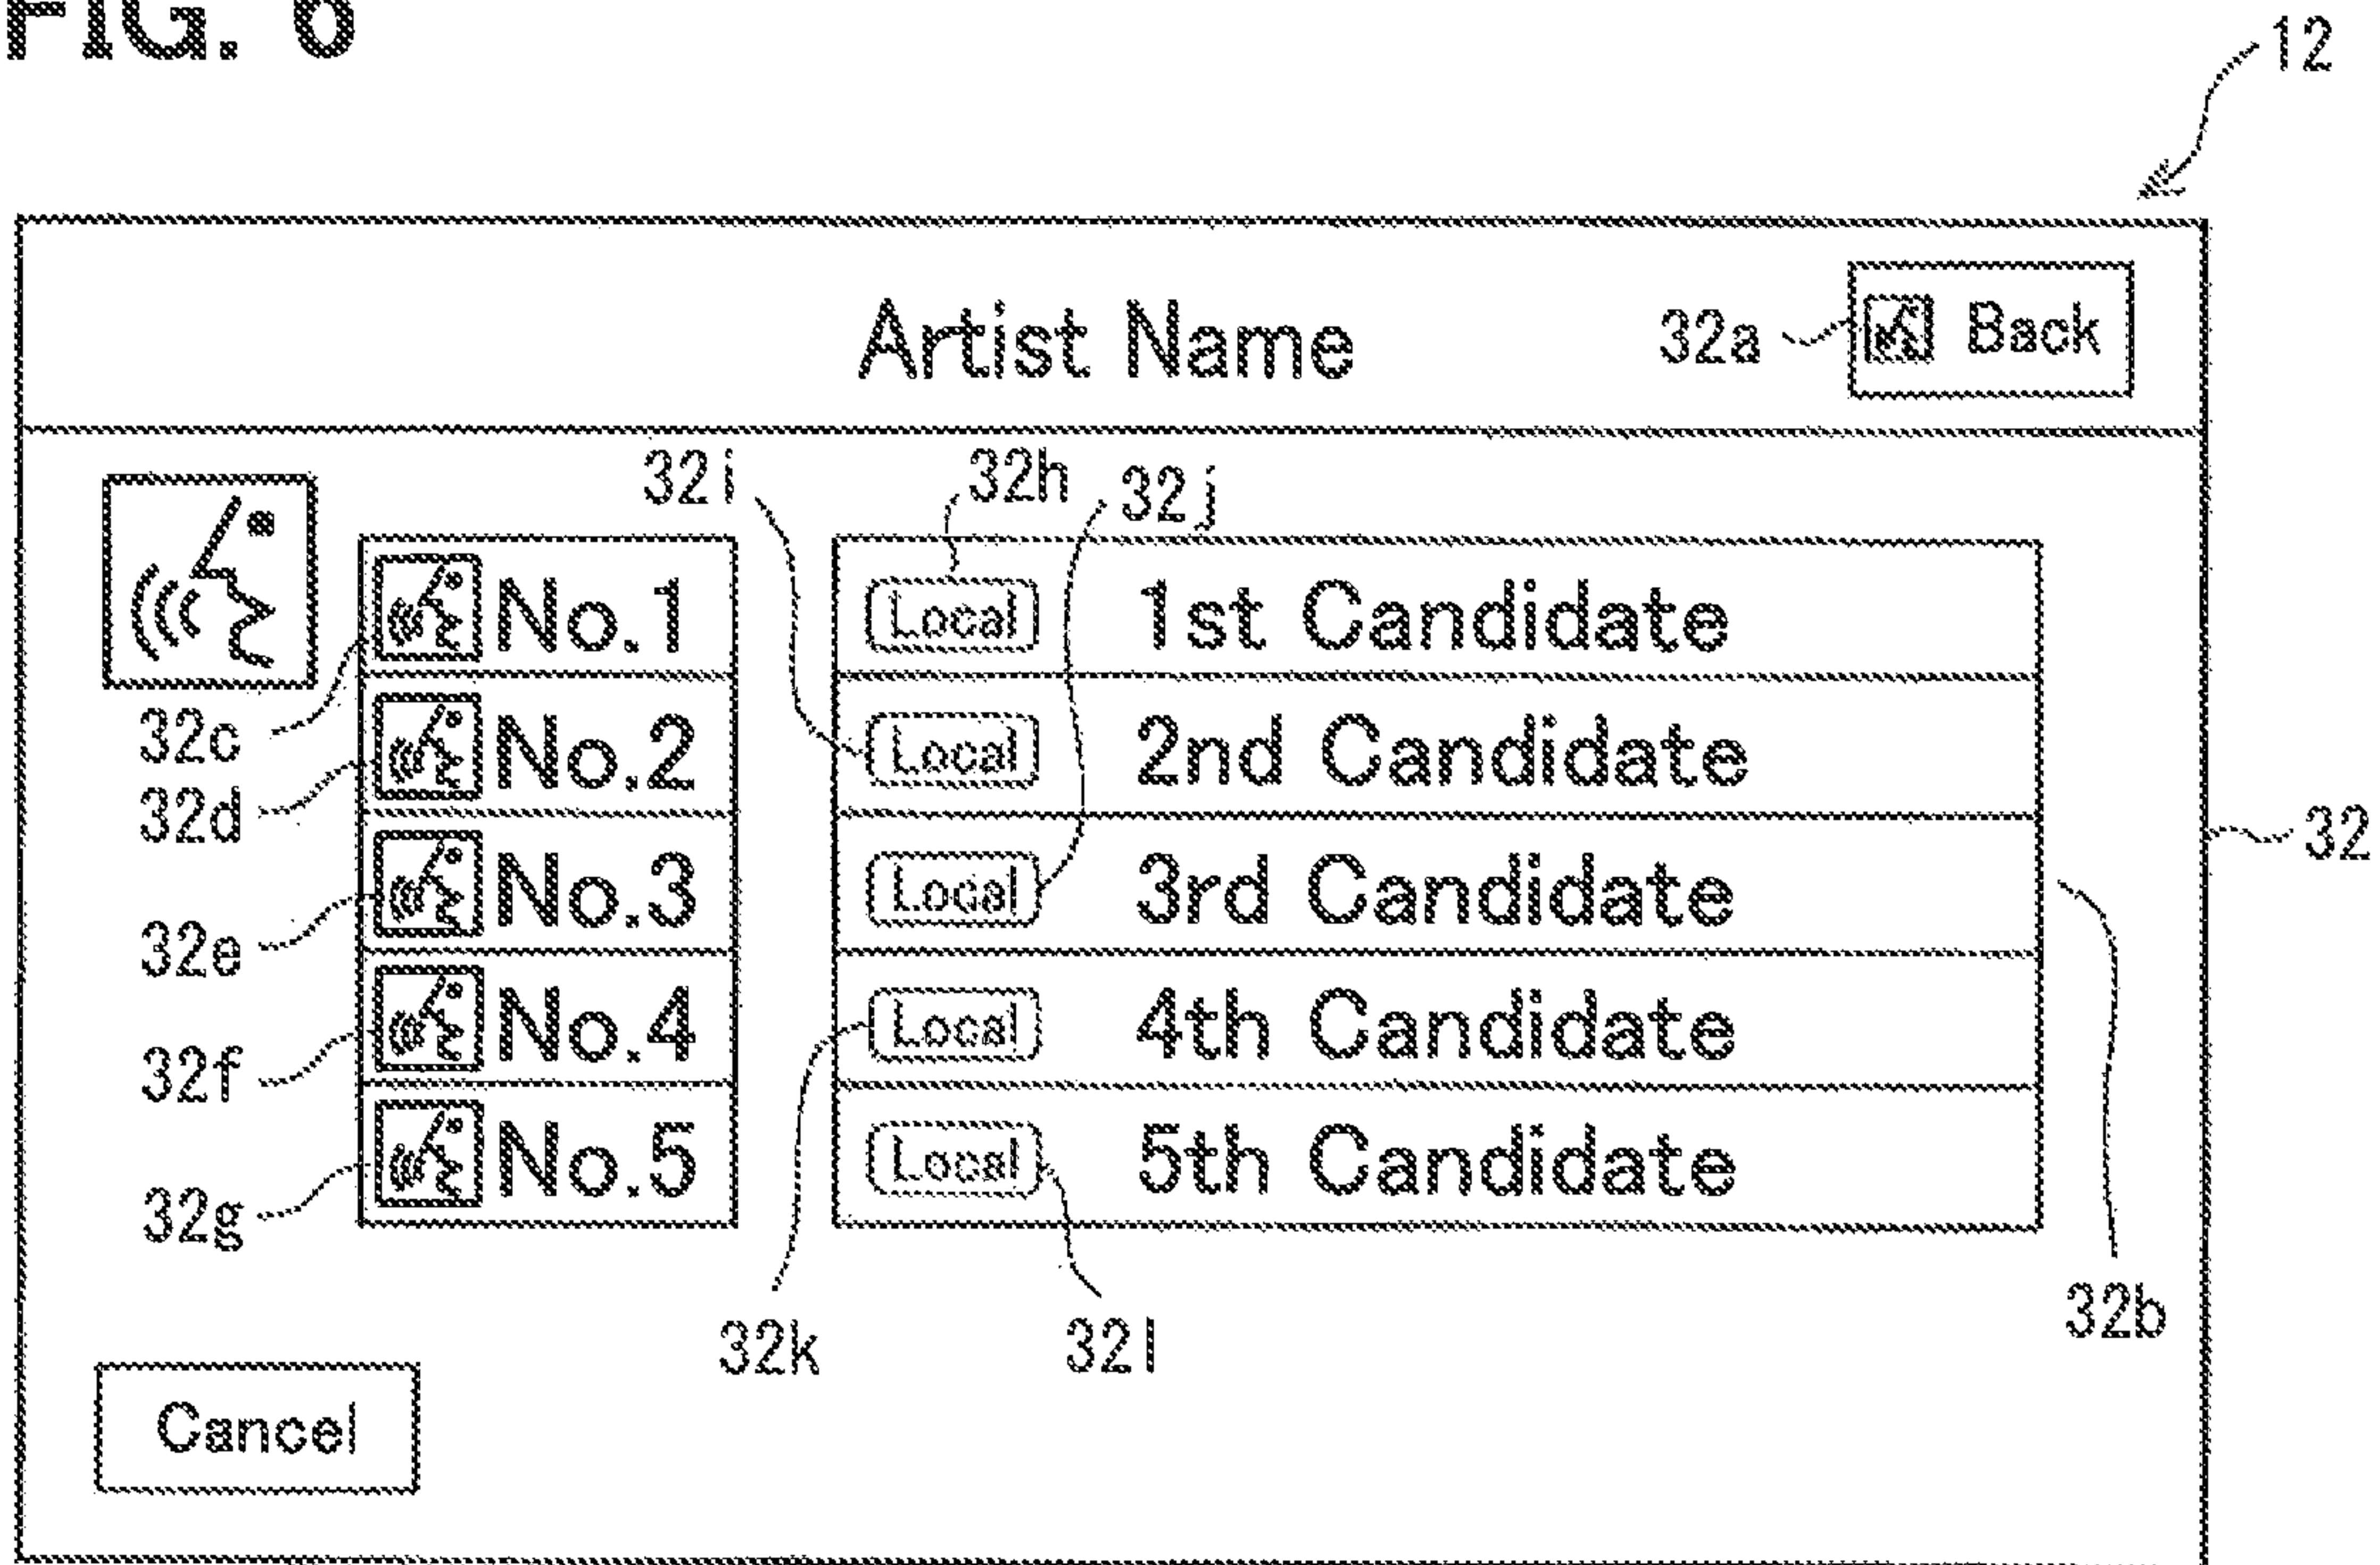 FIG. 6
12
Artist Name
32a
Back
32i
32h
32j
No.1
Local
1st Candidate
32c
No.2
Local
2nd Candidate
32d
32
No.3
Local
3rd Candidate
32e
No.4
Local
4th Candidate
32f
No.5
Local
5th Candidate
32g
32k
32l
32b
Cancel